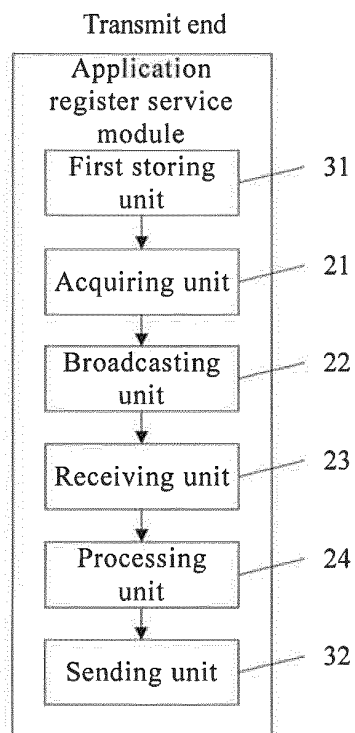 Transmit end
Application
register service
module
First storing
unit
31
Acquiring unit
21
Broadcasting
unit
22
Receiving unit
23
Processing
unit
24
Sending unit
32